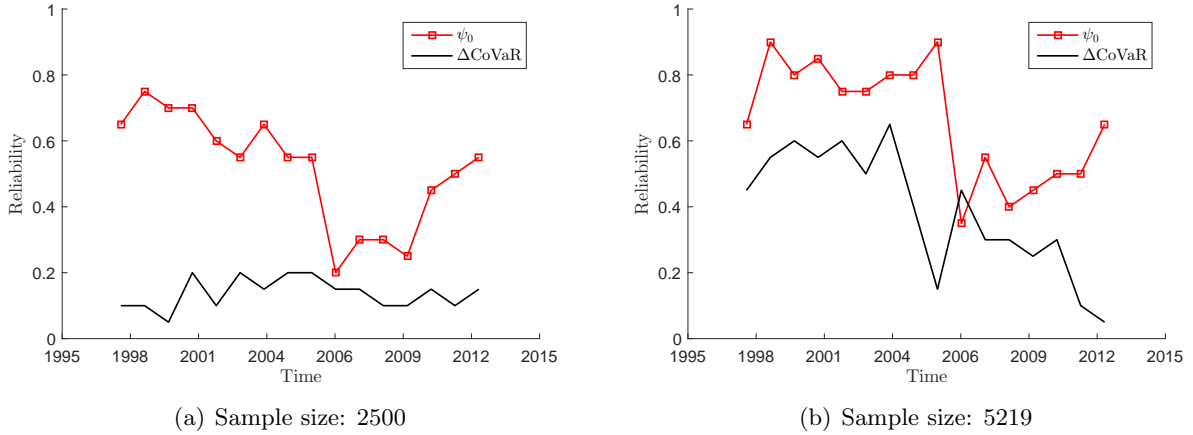 1
0.8
0.6
0.4
0.2
0
Reliability
1995 1998 2001 2004 2006 2009 2012 2015
Time
ψ₀
ΔCoVaR
(a) Sample size: 2500
1
0.8
0.6
0.4
0.2
0
Reliability
1995 1998 2001 2004 2006 2009 2012 2015
Time
ψ₀
ΔCoVaR
(b) Sample size: 5219